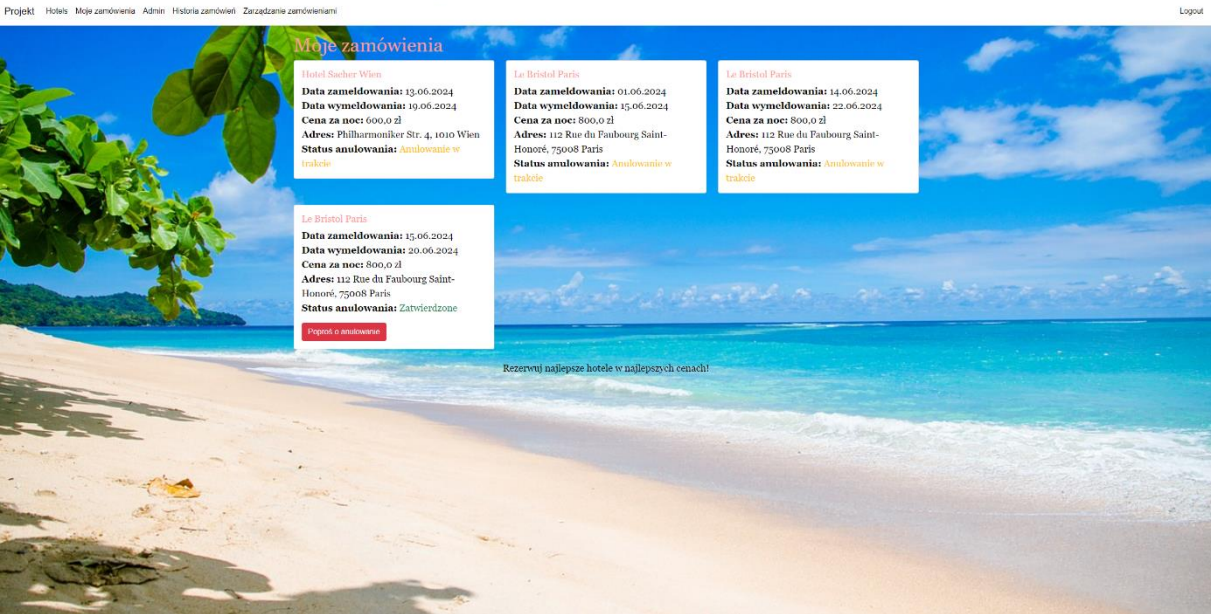 Projekt Hotels Moje zamówienia Admin Historia zamówień Zarządzanie zamówieniami Logout
Moje zamówienia
Hotel Sacher Wien
Data zameldowania: 13.06.2024
Data wymeldowania: 19.06.2024
Cena za noc: 600,0 zł
Adres: Philharmoniker Str. 4, 1010 Wien
Status anulowania: Anulowanie w
trakcie
Le Bristol Paris
Data zameldowania: 01.06.2024
Data wymeldowania: 15.06.2024
Cena za noc: 800,0 zł
Adres: 112 Rue du Faubourg Saint-
Honoré, 75008 Paris
Status anulowania: Anulowanie w
trakcie
Le Bristol Paris
Data zameldowania: 14.06.2024
Data wymeldowania: 22.06.2024
Cena za noc: 800,0 zł
Adres: 112 Rue du Faubourg Saint-
Honoré, 75008 Paris
Status anulowania: Anulowanie w
trakcie
Le Bristol Paris
Data zameldowania: 15.06.2024
Data wymeldowania: 20.06.2024
Cena za noc: 800,0 zł
Adres: 112 Rue du Faubourg Saint-
Honoré, 75008 Paris
Status anulowania: Zatwierdzone
Poproś o anulowanie
Rezerwuj najlepsze hotele w najlepszych cenach!